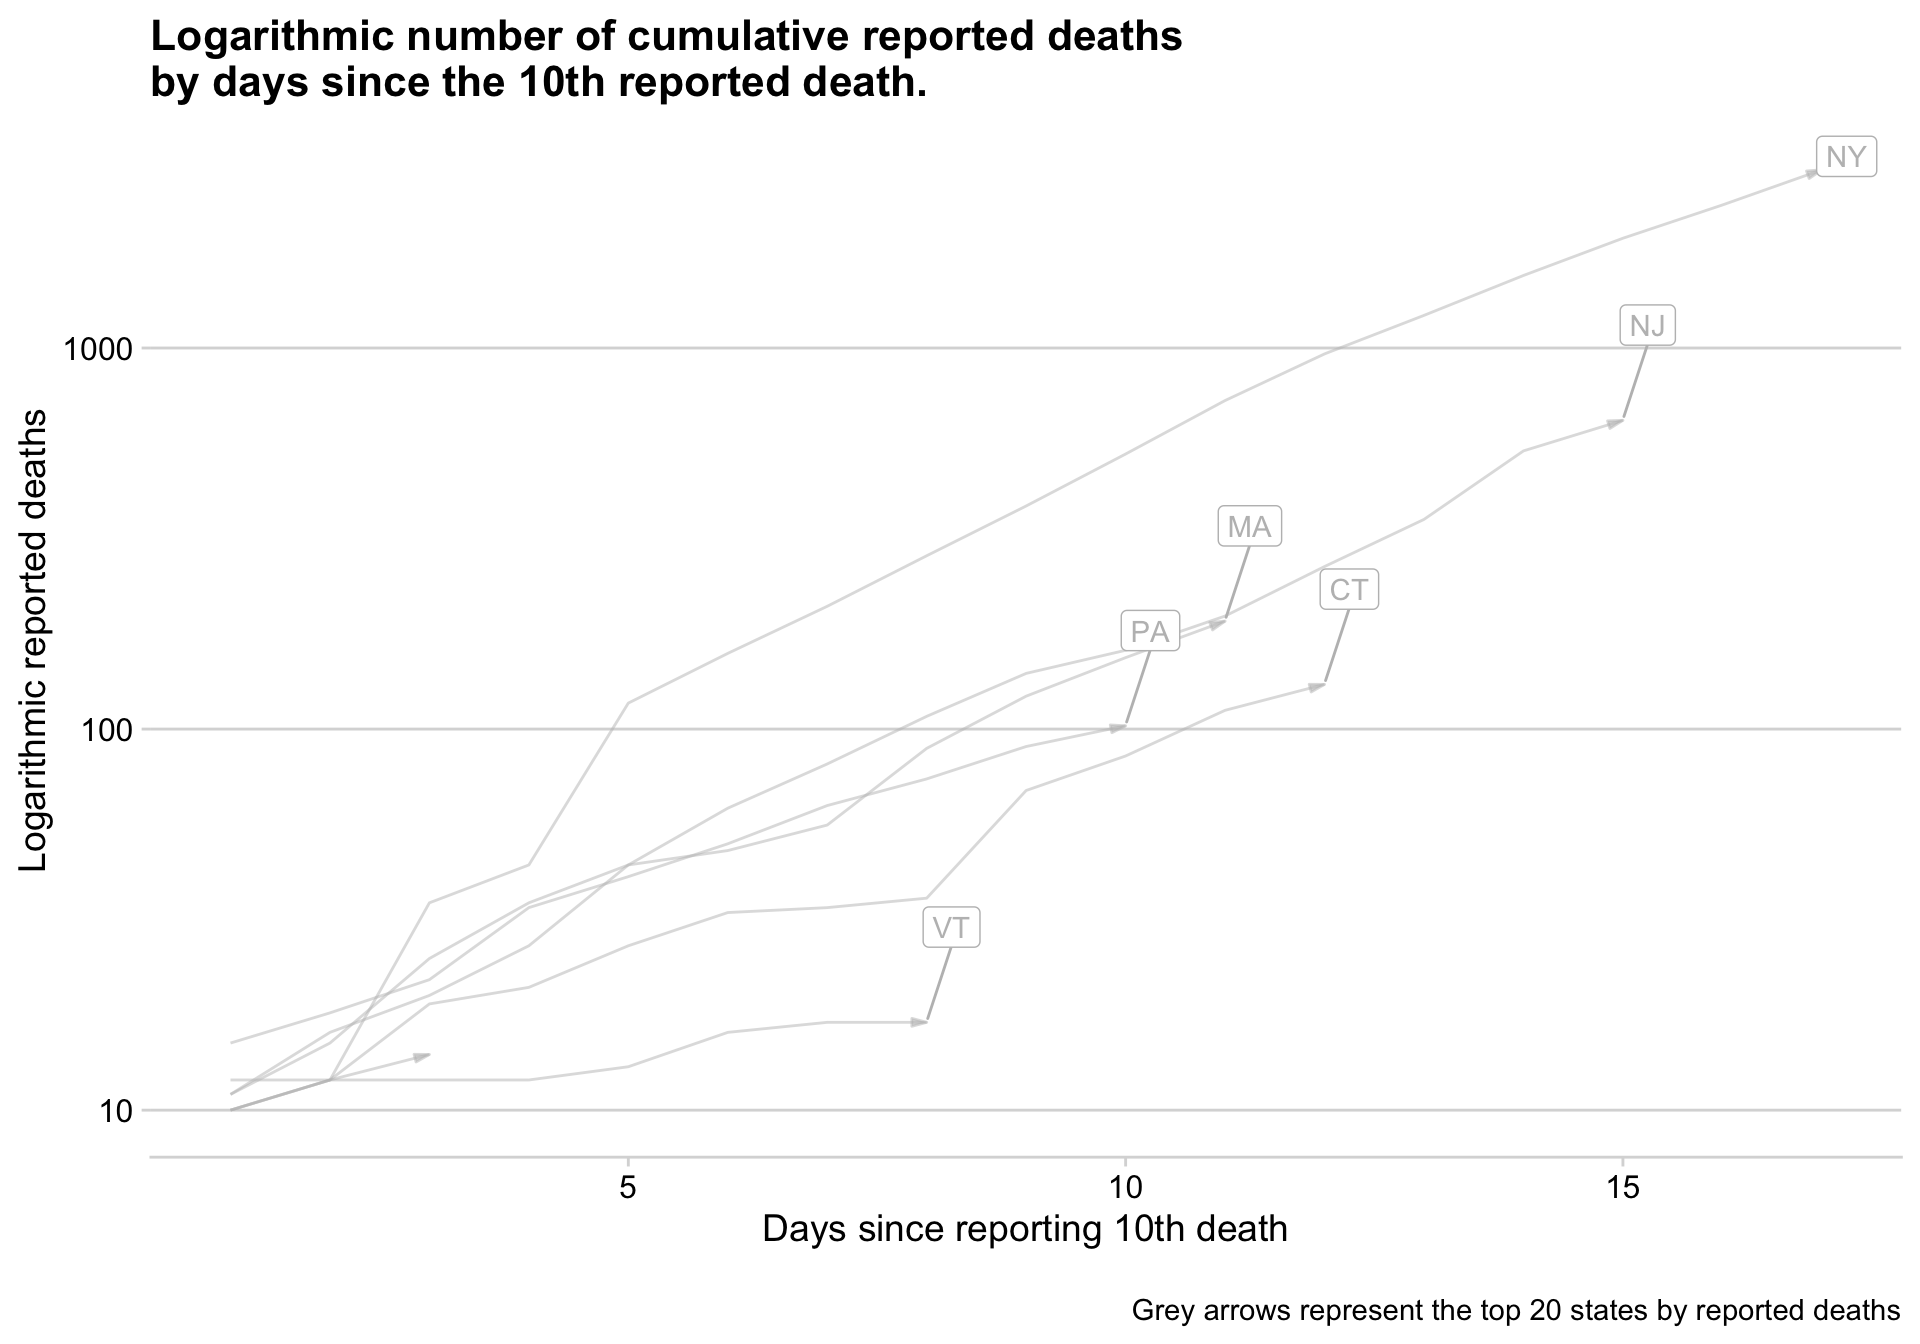 Logarithmic number of cumulative reported deaths
by days since the 10th reported death.
NY
NJ
1000
MA
CT
PA
100
VT
10
Logarithmic reported deaths
5 10 15
Days since reporting 10th death
Grey arrows represent the top 20 states by reported deaths